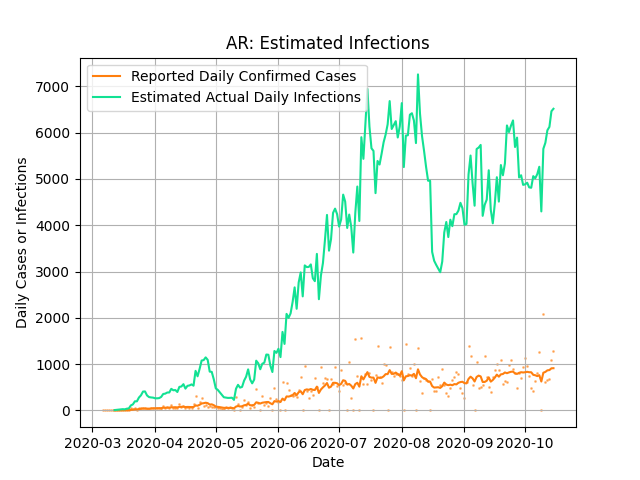 AR: Estimated Infections
Reported Daily Confirmed Cases
Estimated Actual Daily Infections
Daily Cases or Infections
7000
6000
5000
4000
3000
2000
1000
0
2020-03 2020-04 2020-05 2020-06 2020-07 2020-08 2020-09 2020-10
Date